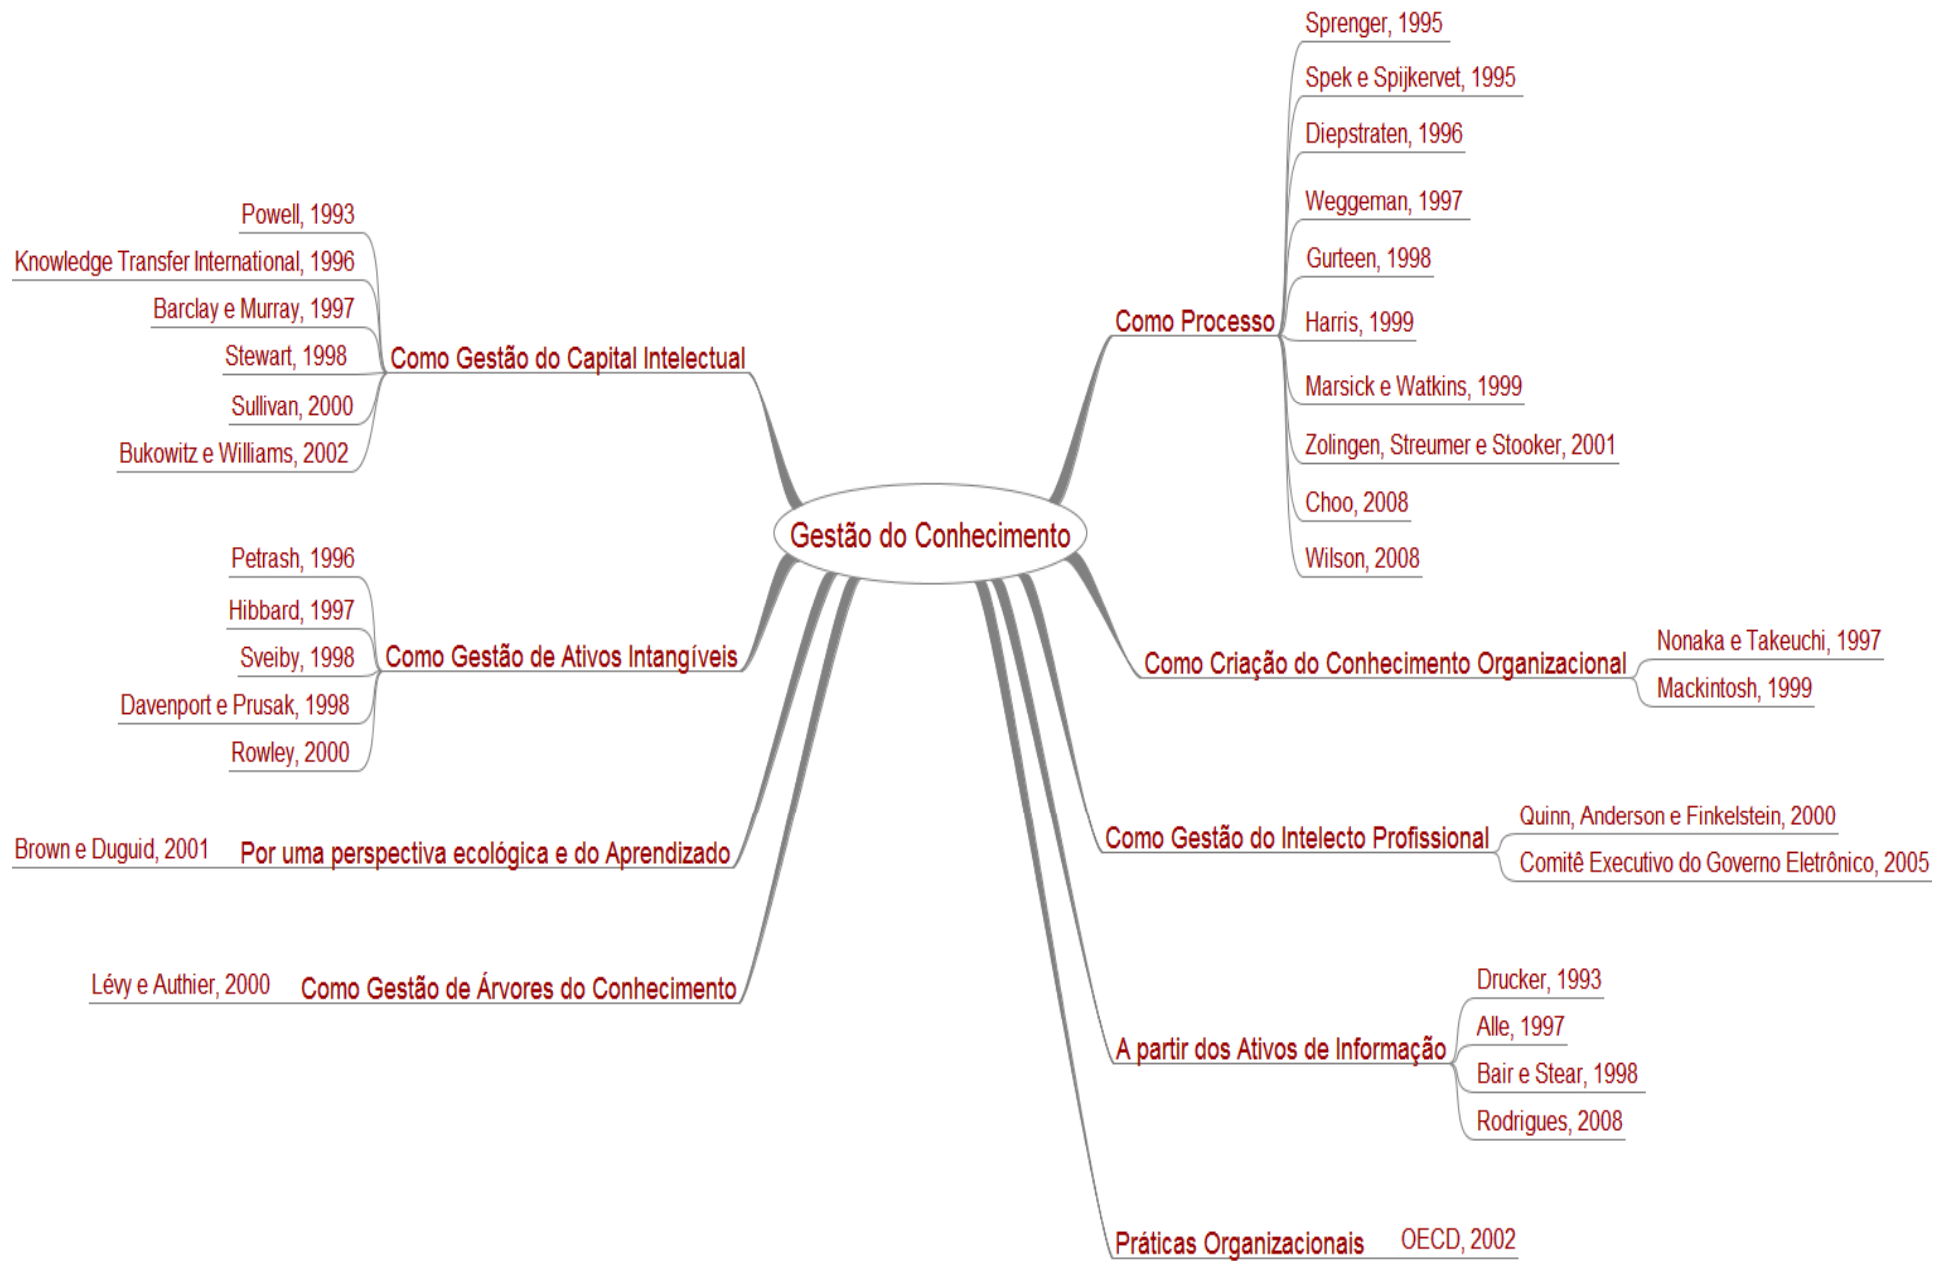 Gestão do Conhecimento
Como Gestão do Capital Intelectual
Powell, 1993
Knowledge Transfer International, 1996
Barclay e Murray, 1997
Stewart, 1998
Sullivan, 2000
Bukowitz e Williams, 2002
Como Gestão de Ativos Intangíveis
Petrash, 1996
Hibbard, 1997
Sveiby, 1998
Davenport e Prusak, 1998
Rowley, 2000
Por uma perspectiva ecológica e do Aprendizado
Brown e Duguid, 2001
Como Gestão de Árvores do Conhecimento
Lévy e Authier, 2000
Como Processo
Sprenger, 1995
Spek e Spijkervet, 1995
Diepstraten, 1996
Weggeman, 1997
Gurteen, 1998
Harris, 1999
Marsick e Watkins, 1999
Zolingen, Streumer e Stooker, 2001
Choo, 2008
Wilson, 2008
Como Criação do Conhecimento Organizacional
Nonaka e Takeuchi, 1997
Mackintosh, 1999
Como Gestão do Intelecto Profissional
Quinn, Anderson e Finkelstein, 2000
Comitê Executivo do Governo Eletrônico, 2005
A partir dos Ativos de Informação
Drucker, 1993
Alle, 1997
Bair e Stear, 1998
Rodrigues, 2008
Práticas Organizacionais
OECD, 2002